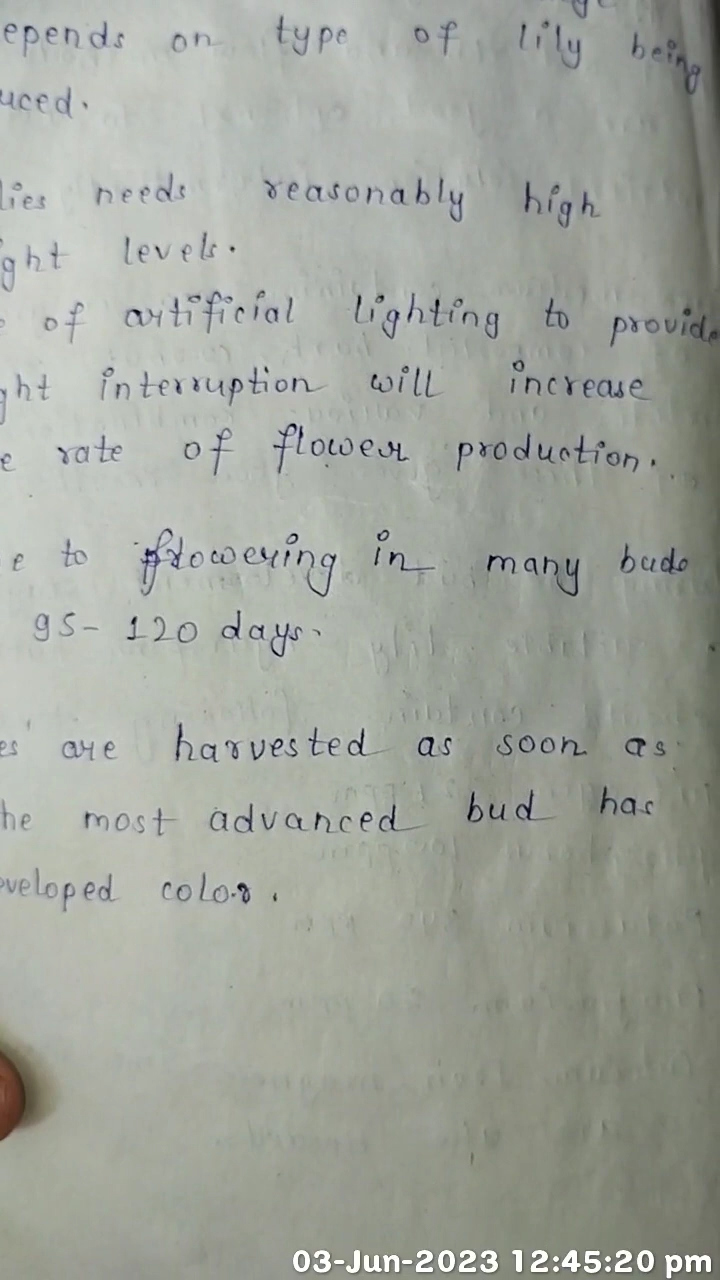 epends on type of lily being
uced.
lies needs reasonably high
ght levels.
of artificial lighting to provide
ght interruption will increase
e rate of flower production.
e to flowering in many buds
95- 120 days.
es' are harvested as soon as
he most advanced bud has
eveloped color.
03-Jun-2023 12:45:20 pm